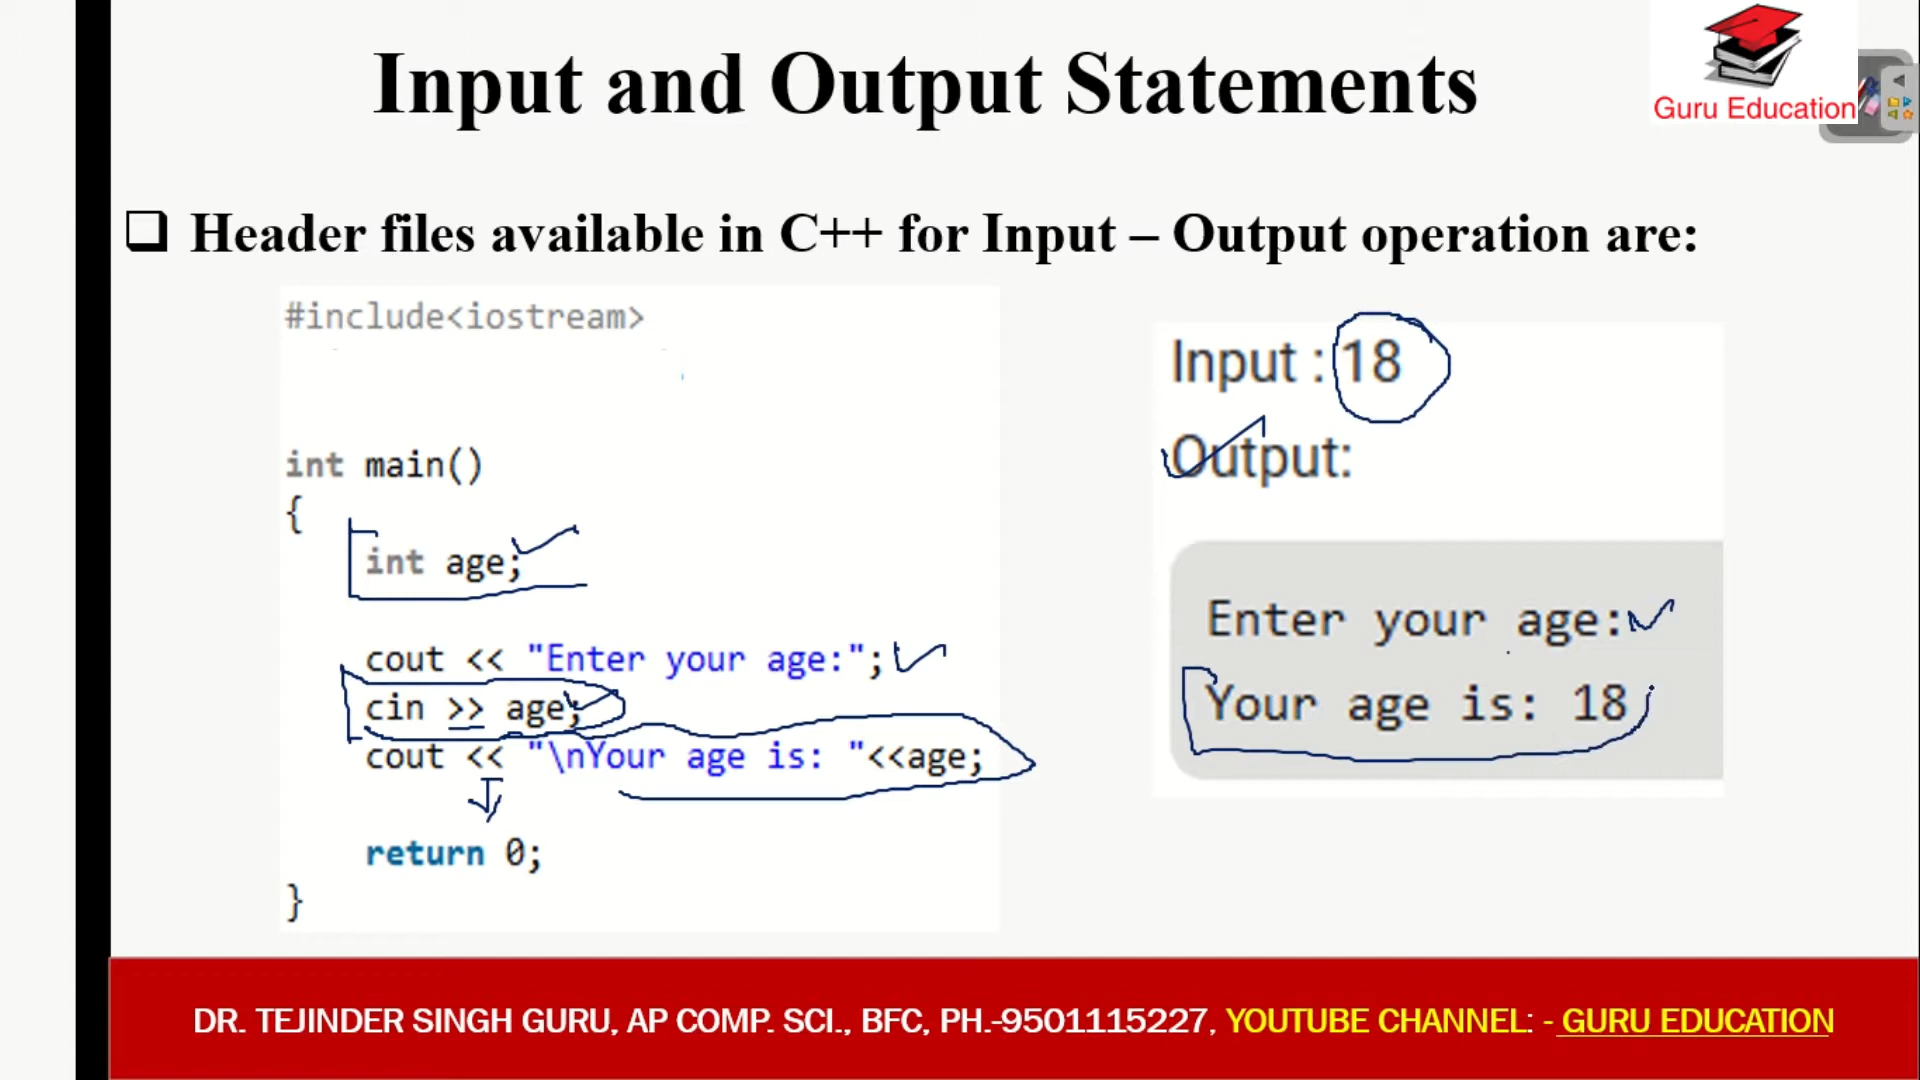 Input and Output Statements
Guru Education
❑ Header files available in C++ for Input – Output operation are:
#include<iostream>
int main()
{
int age;
cout << "Enter your age:";
cin >> age;
cout << "\nYour age is: "<<age;
return 0;
}
Input : 18
Output:
Enter your age:
Your age is: 18
DR. TEJINDER SINGH GURU, AP COMP. SCI., BFC, PH.-9501115227, YOUTUBE CHANNEL: - GURU EDUCATION